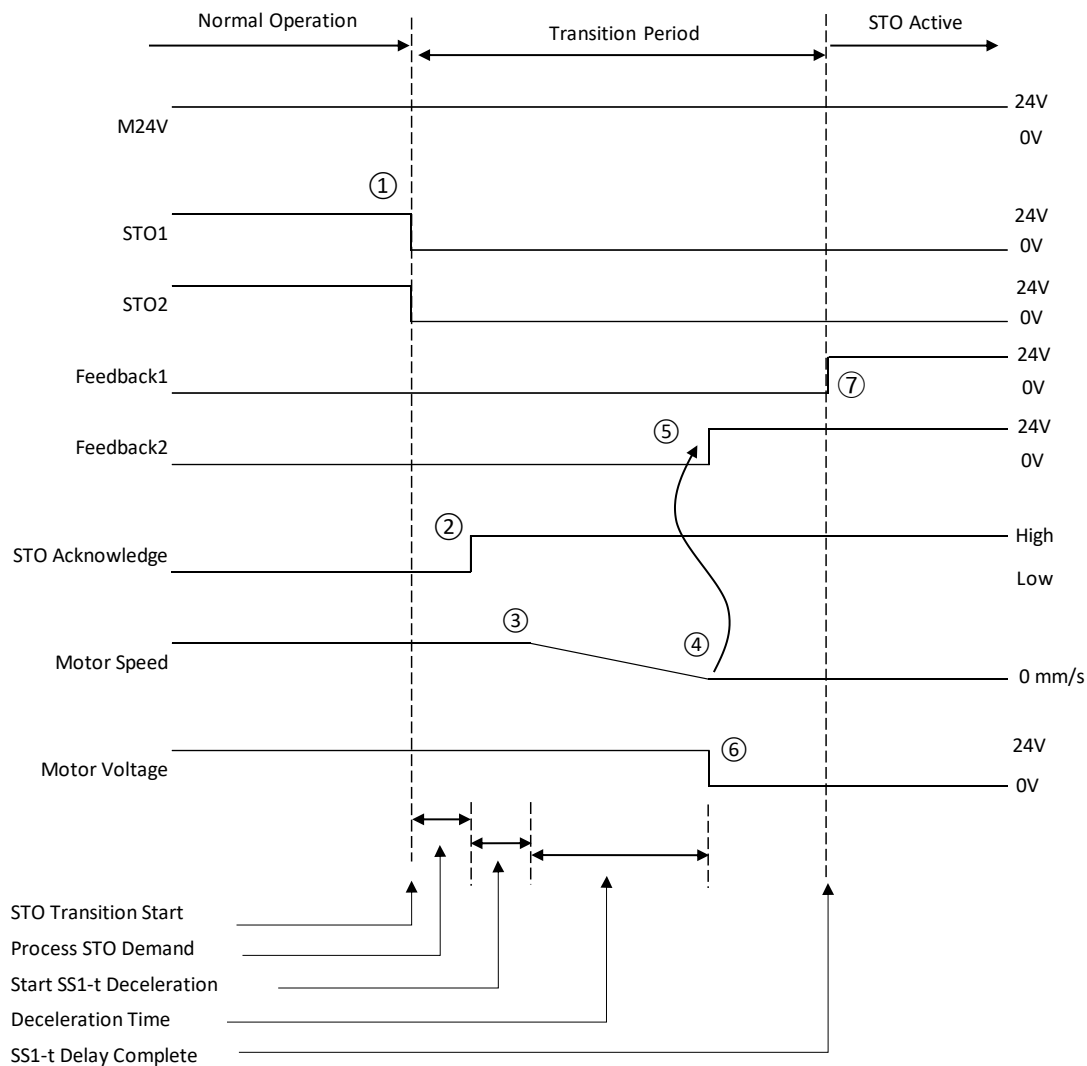 Normal Operation
Transition Period
STO Active
M24V
24V
0V
①
STO1
24V
0V
STO2
24V
0V
Feedback1
24V
0V
⑦
Feedback2
⑤
24V
0V
②
STO Acknowledge
High
Low
③
④
Motor Speed
0 mm/s
⑥
Motor Voltage
24V
0V
STO Transition Start
Process STO Demand
Start SS1-t Deceleration
Deceleration Time
SS1-t Delay Complete